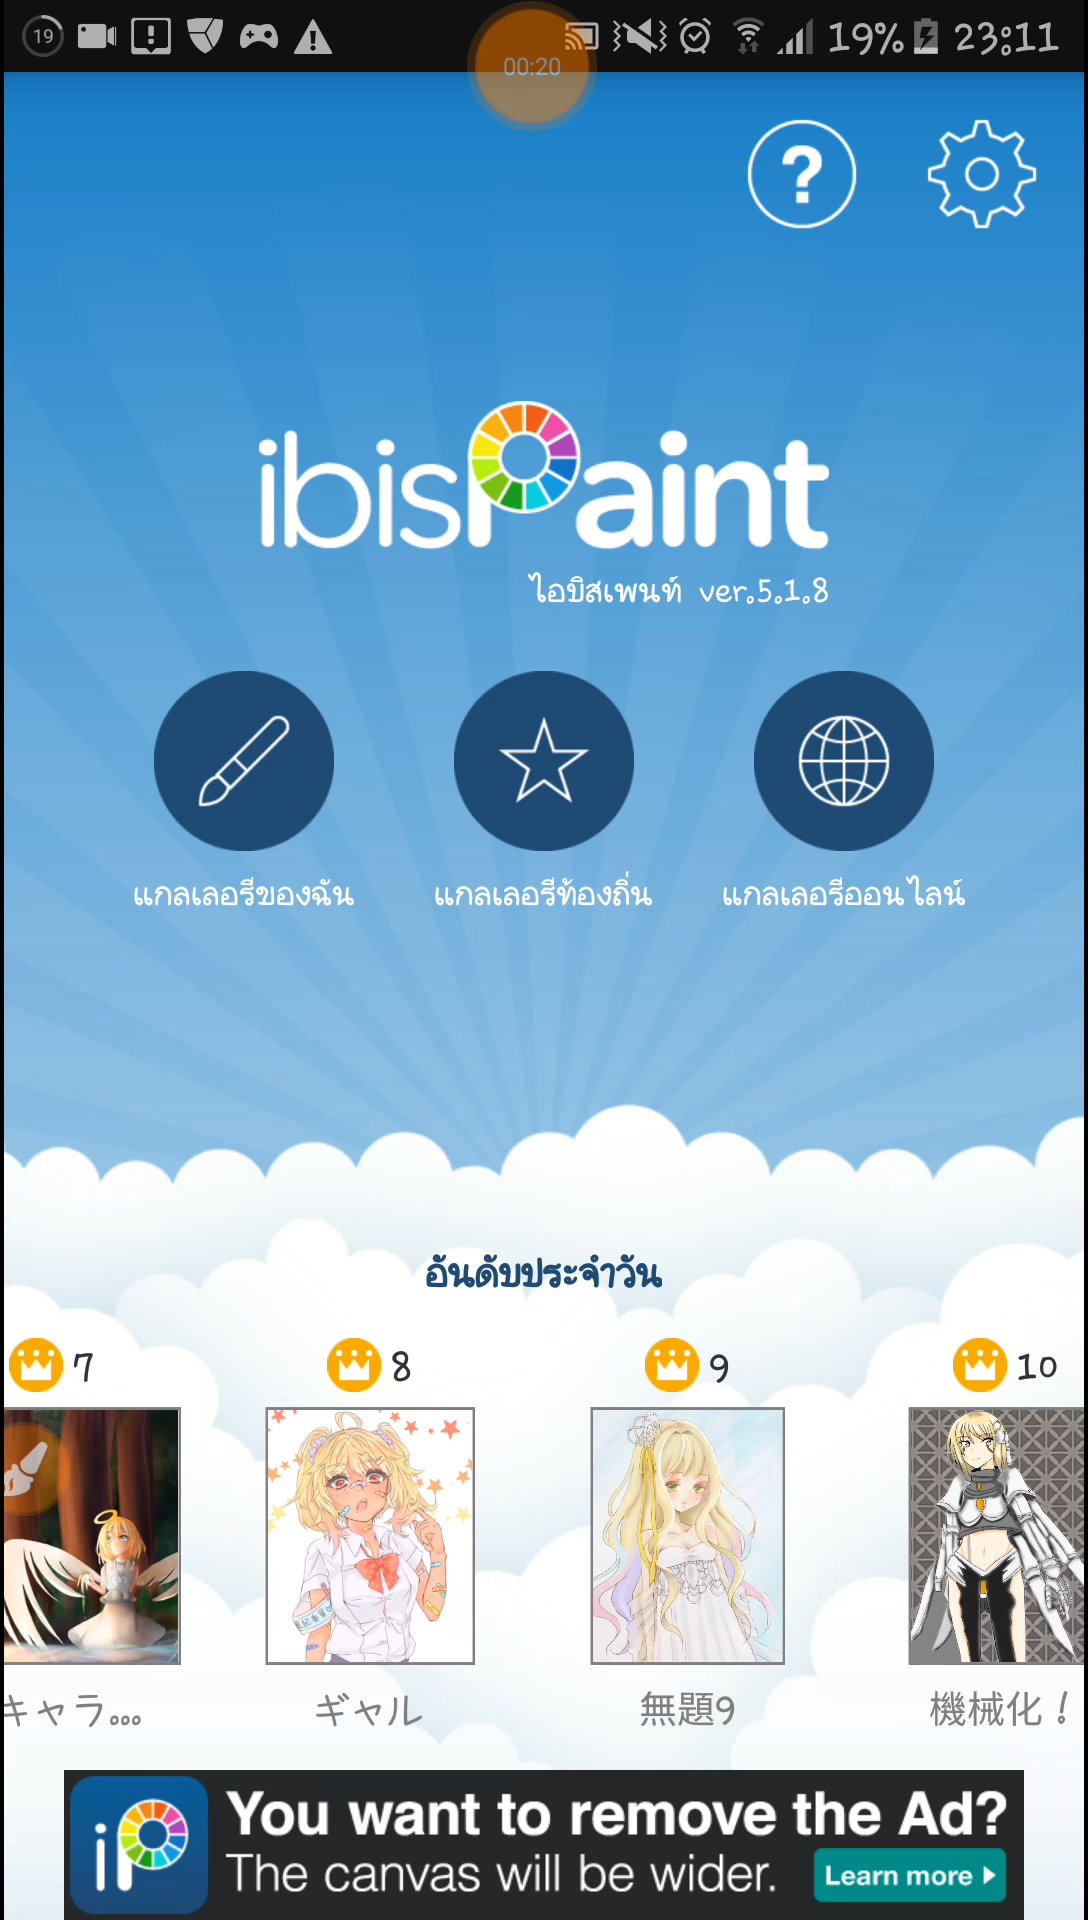 19
00:20
19%
23:11
?
ibisPaint
ไอบิสเพนท์ ver.5.1.8
แกลเลอรีของฉัน
แกลเลอรีท้องถิ่น
แกลเลอรีออนไลน์
อันดับประจำวัน
7
8
9
10
キャラ...
ギャル
無題9
機械化！
iP
You want to remove the Ad?
The canvas will be wider.
Learn more